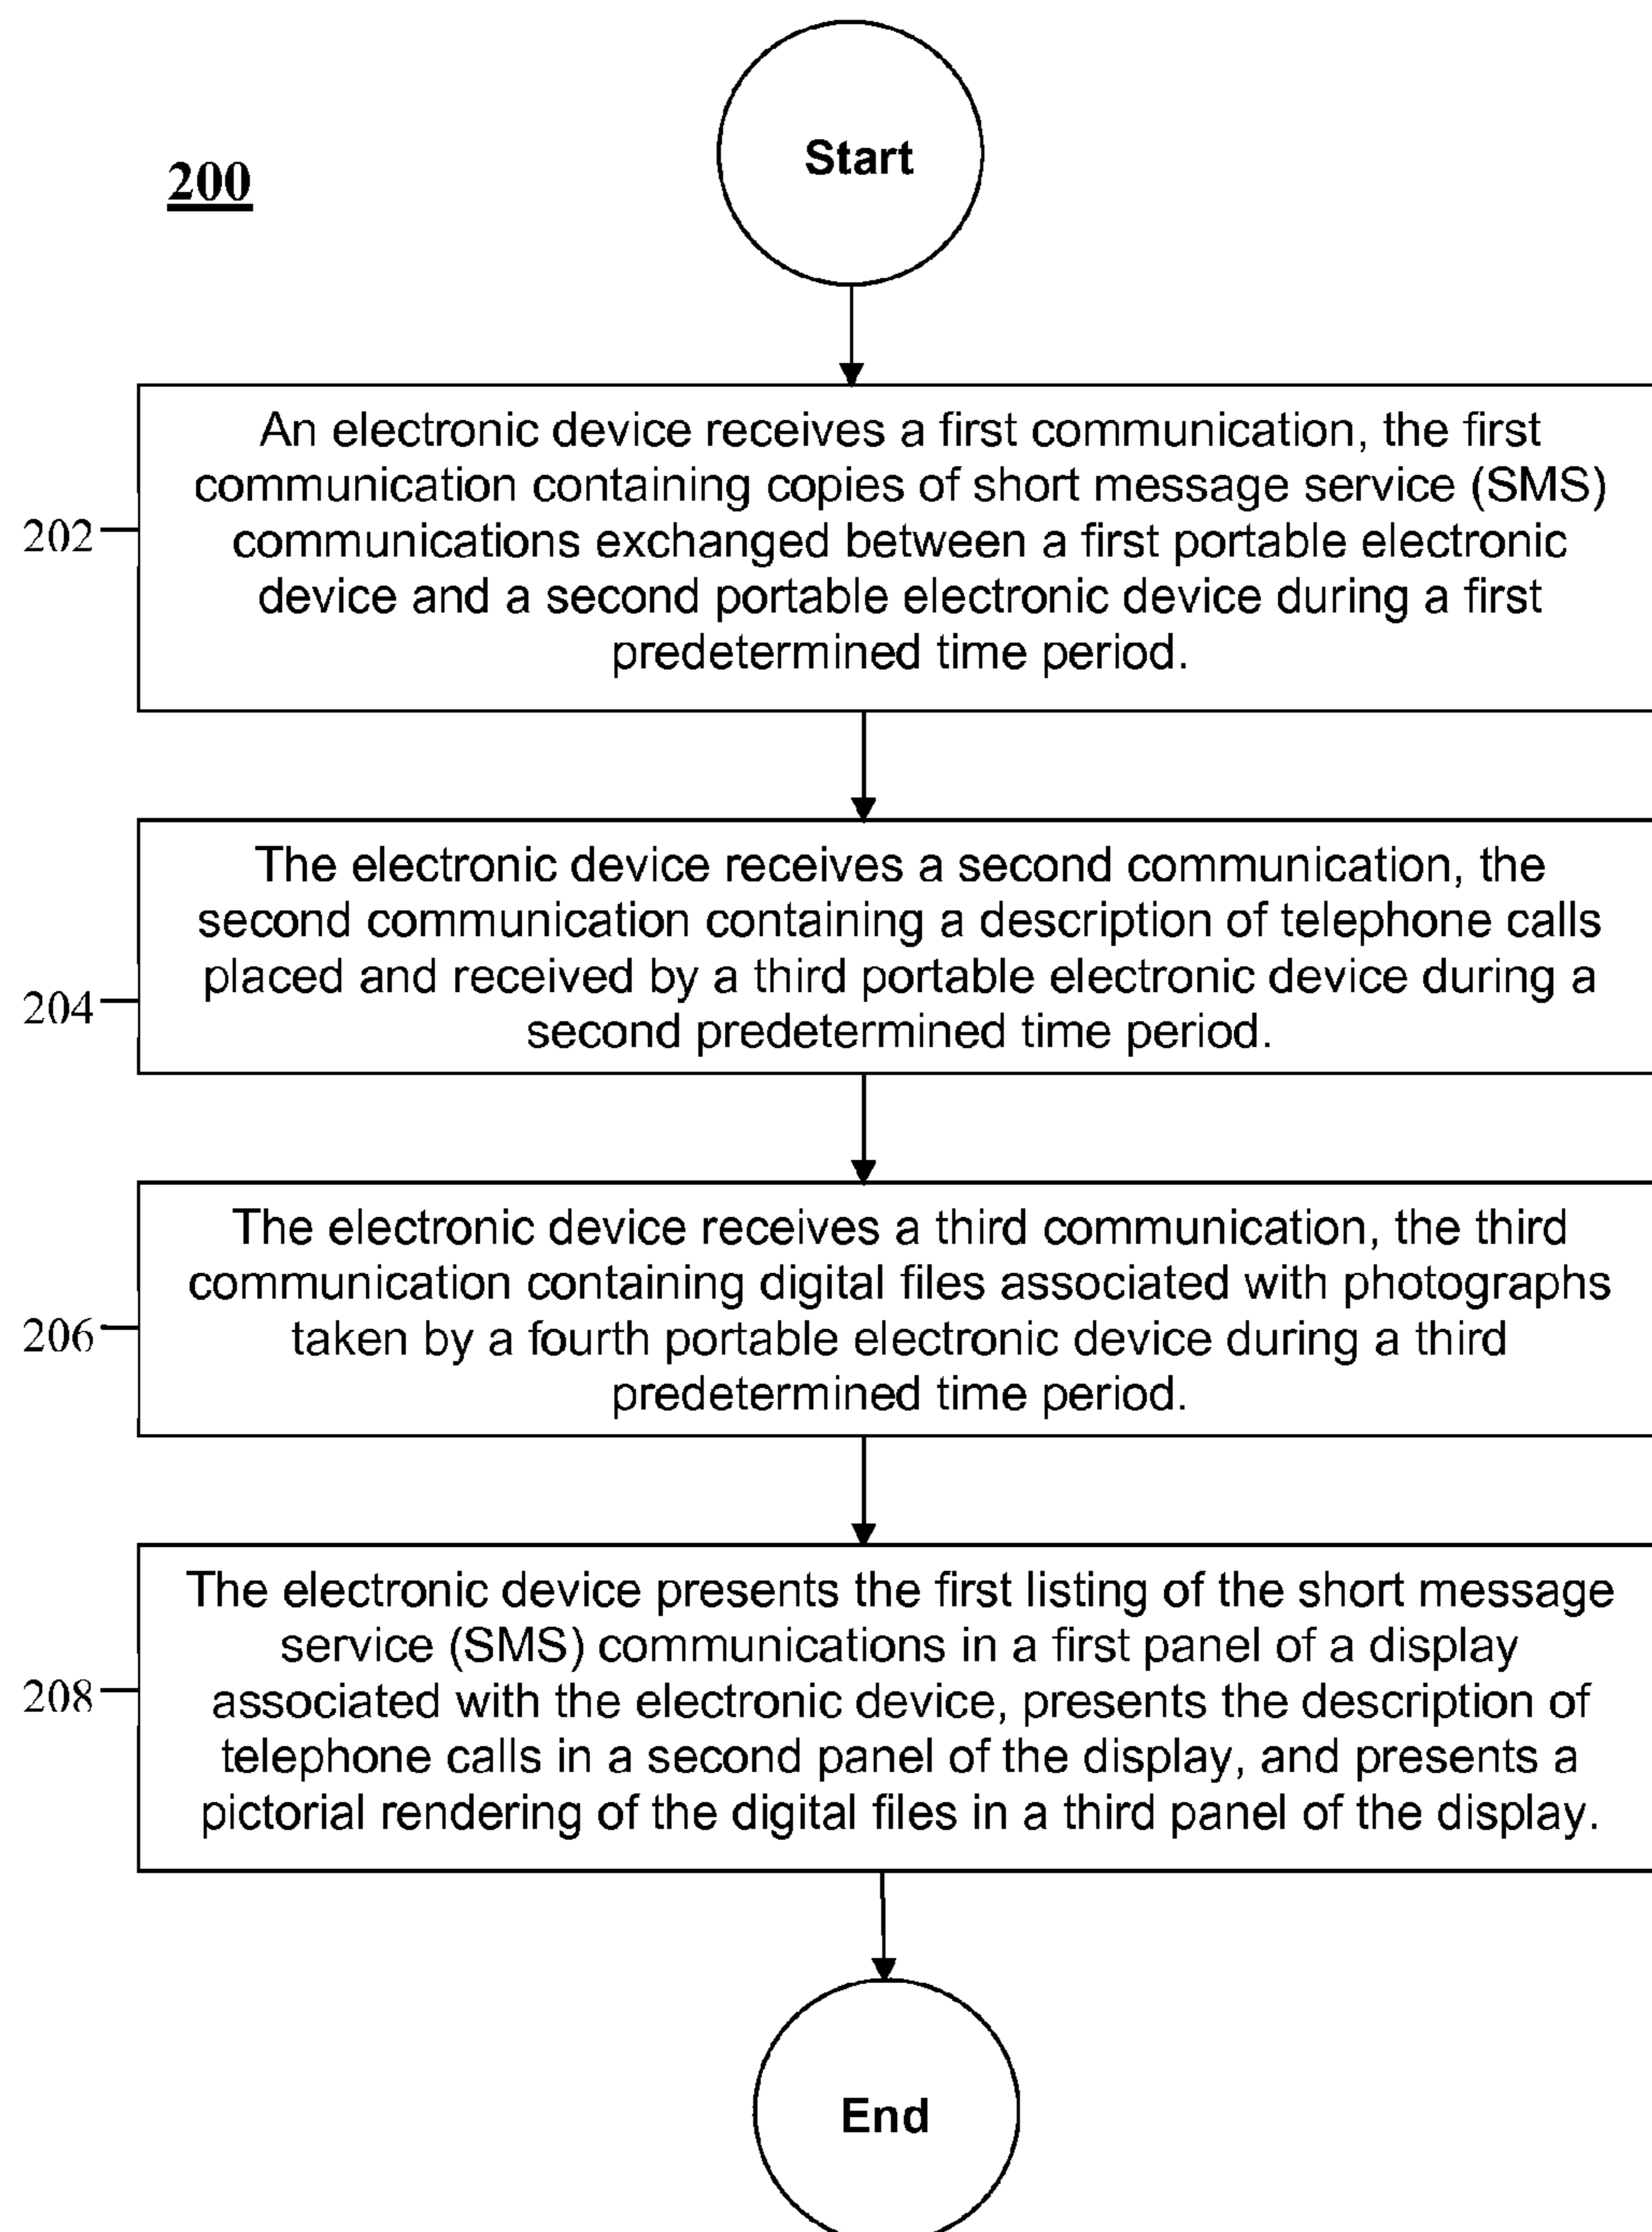 Start
200
An electronic device receives a first communication, the first
communication containing copies of short message service (SMS)
communications exchanged between a first portable electronic
device and a second portable electronic device during a first
predetermined time period.
202
The electronic device receives a second communication, the
second communication containing a description of telephone calls
placed and received by a third portable electronic device during a
second predetermined time period.
204
The electronic device receives a third communication, the third
communication containing digital files associated with photographs
taken by a fourth portable electronic device during a third
predetermined time period.
206
The electronic device presents the first listing of the short message
service (SMS) communications in a first panel of a display
associated with the electronic device, presents the description of
telephone calls in a second panel of the display, and presents a
pictorial rendering of the digital files in a third panel of the display.
208
End